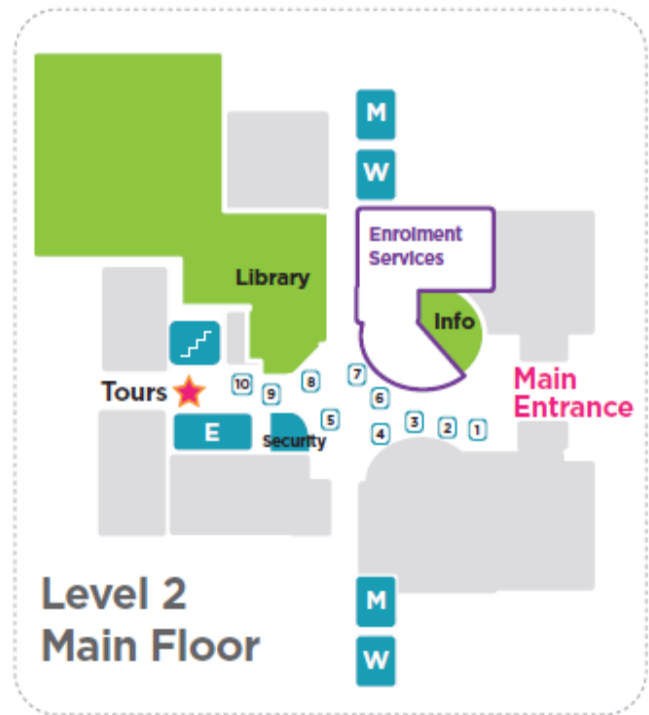 M
W
Enrolment
Services
Library
Info
Tours
10
9
8
7
6
5
4
3
2
1
Main
Entrance
E
Security
Level 2
Main Floor
M
W